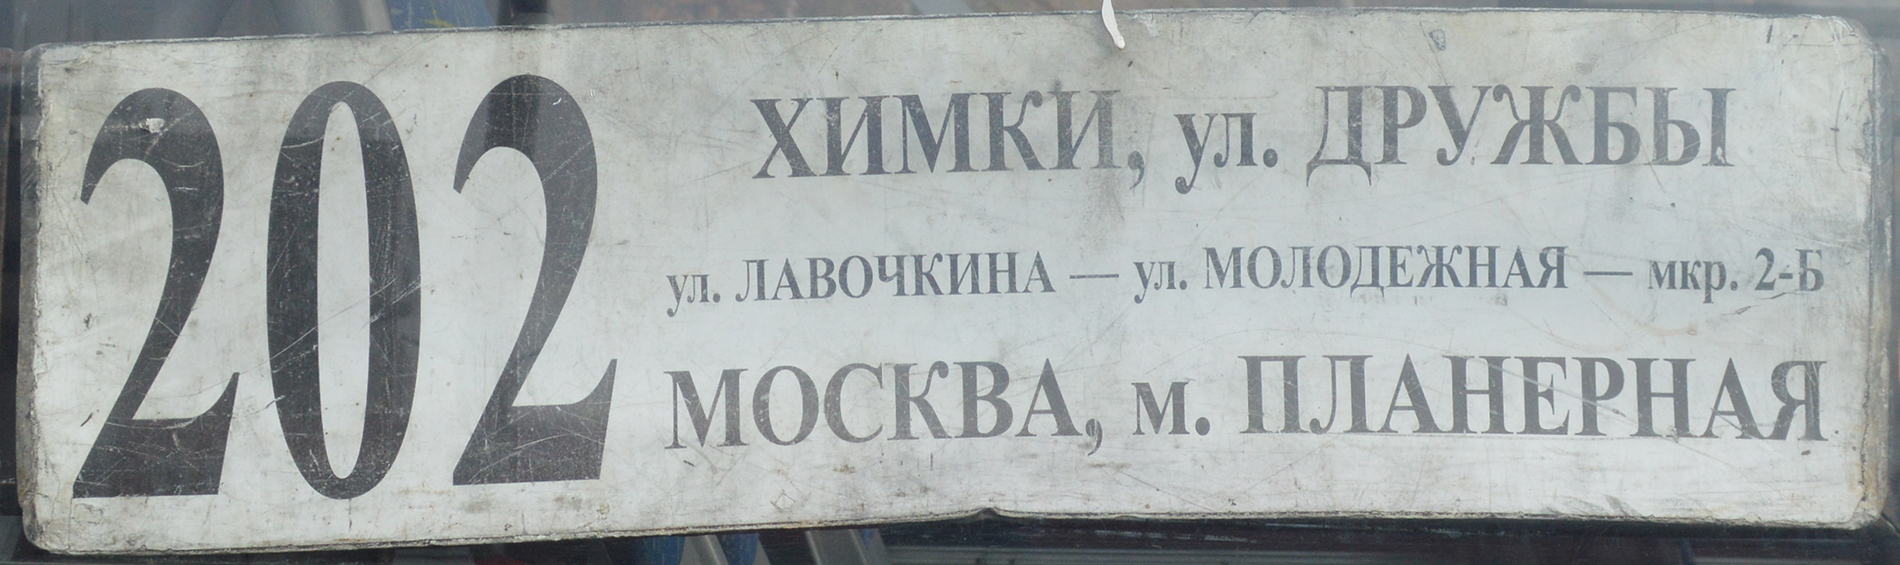 202
ХИМКИ, ул. ДРУЖБЫ
ул. ЛАВОЧКИНА — ул. МОЛОДЕЖНАЯ — мкр. 2-Б
МОСКВА, м. ПЛАНЕРНАЯ